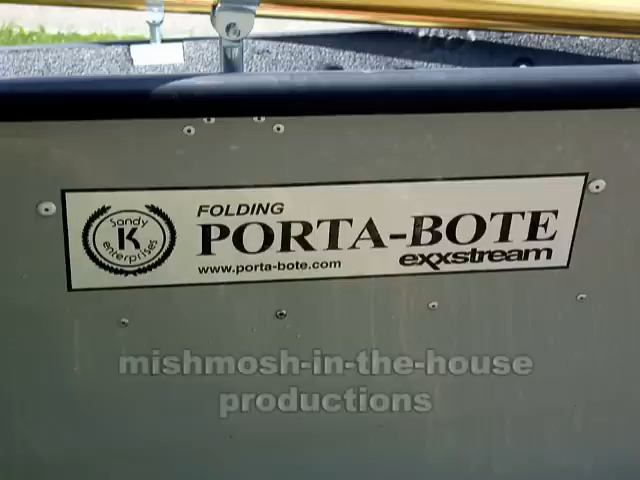 Sandy
K
enterprises
FOLDING
PORTA-BOTE
www.porta-bote.com
exxstream
mishmosh-in-the-house
productions